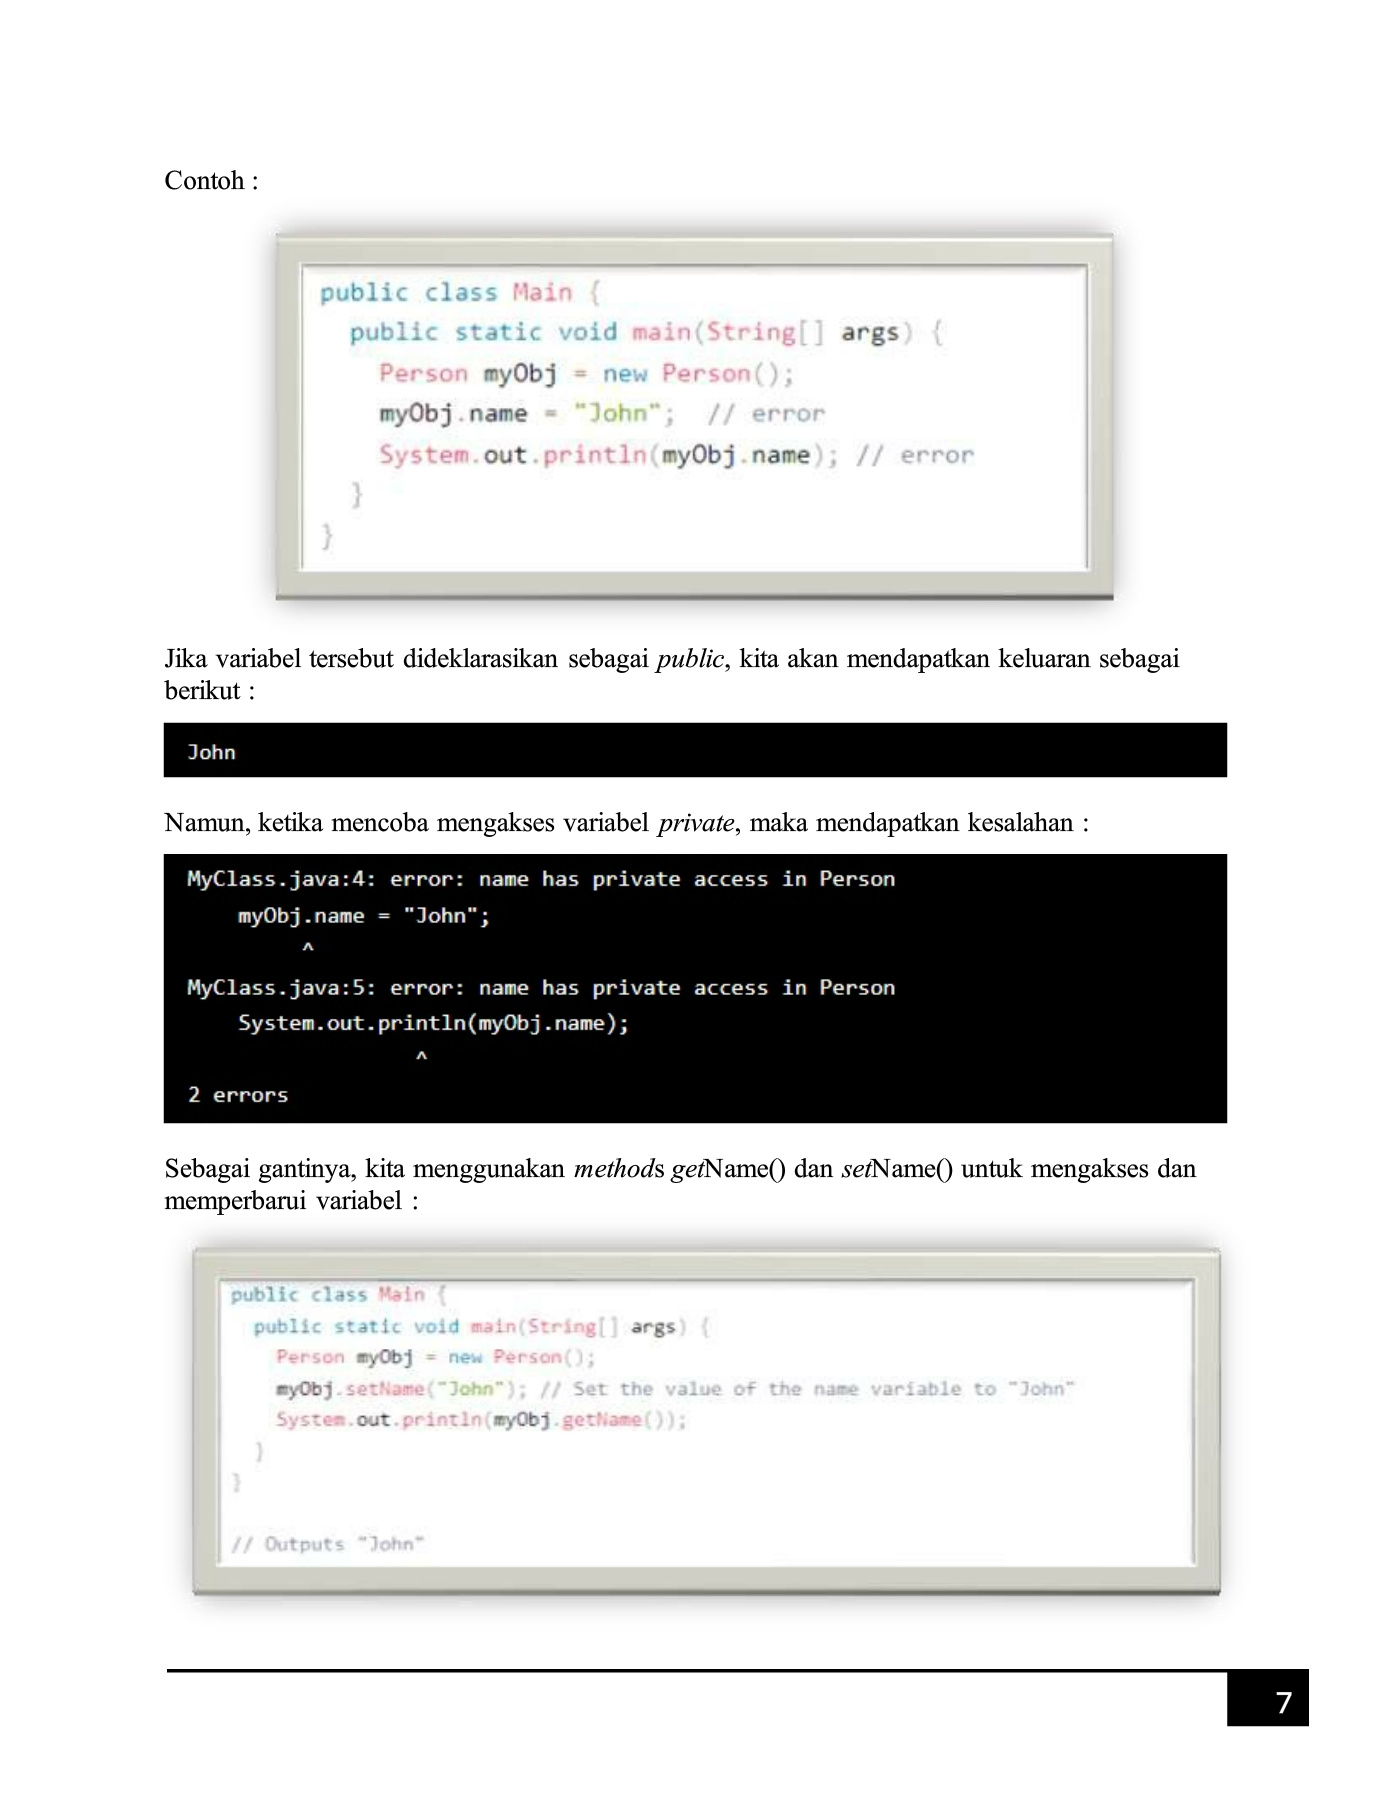 Contoh :
public class Main {
  public static void main(String[] args) {
    Person myObj = new Person();
    myObj.name = "John";  // error
    System.out.println(myObj.name); // error
  }
}
Jika variabel tersebut dideklarasikan sebagai public, kita akan mendapatkan keluaran sebagai
berikut :
John
Namun, ketika mencoba mengakses variabel private, maka mendapatkan kesalahan :
MyClass.java:4: error: name has private access in Person
    myObj.name = "John";
         ^
MyClass.java:5: error: name has private access in Person
    System.out.println(myObj.name);
                  ^
2 errors
Sebagai gantinya, kita menggunakan methods getName() dan setName() untuk mengakses dan
memperbarui variabel :
public class Main {
  public static void main(String[] args) {
    Person myObj = new Person();
    myObj.setName("John"); // Set the value of the name variable to "John"
    System.out.println(myObj.getName());
  }
}
// Outputs "John"
7